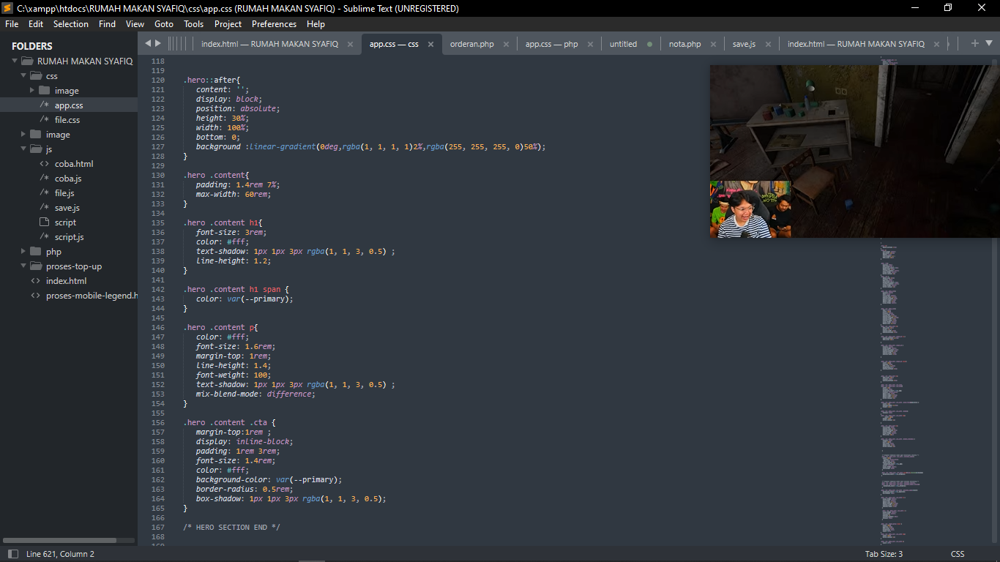 C:\xampp\htdocs\RUMAH MAKAN SYAFIQ\css\app.css (RUMAH MAKAN SYAFIQ) - Sublime Text (UNREGISTERED)
File Edit Selection Find View Goto Tools Project Preferences Help
FOLDERS
RUMAH MAKAN SYAFIQ
css
image
/* app.css
/* file.css
image
js
<> coba.html
/* coba.js
/* file.js
/* save.js
script
/* script.js
php
proses-top-up
<> index.html
<> proses-mobile-legend.h
index.html — RUMAH MAKAN SYAFIQ × app.css — css × orderan.php × app.css — php × untitled nota.php × save.js × index.html — RUMAH MAKAN SYAFIQ ×
118
119
120 .hero::after{
121 content: '';
122 display: block;
123 position: absolute;
124 height: 30%;
125 width: 100%;
126 bottom: 0;
127 background :linear-gradient(0deg,rgba(1, 1, 1, 1)2%,rgba(255, 255, 255, 0)50%);
128 }
129
130 .hero .content{
131 padding: 1.4rem 7%;
132 max-width: 60rem;
133 }
134
135 .hero .content h1{
136 font-size: 3rem;
137 color: #fff;
138 text-shadow: 1px 1px 3px rgba(1, 1, 3, 0.5) ;
139 line-height: 1.2;
140 }
141
142 .hero .content h1 span {
143 color: var(--primary);
144 }
145
146 .hero .content p{
147 color: #fff;
148 font-size: 1.6rem;
149 margin-top: 1rem;
150 line-height: 1.4;
151 font-weight: 100;
152 text-shadow: 1px 1px 3px rgba(1, 1, 3, 0.5) ;
153 mix-blend-mode: difference;
154 }
155
156 .hero .content .cta {
157 margin-top:1rem ;
158 display: inline-block;
159 padding: 1rem 3rem;
160 font-size: 1.4rem;
161 color: #fff;
162 background-color: var(--primary);
163 border-radius: 0.5rem;
164 box-shadow: 1px 1px 3px rgba(1, 1, 3, 0.5);
165 }
166
167 /* HERO SECTION END */
168
169
Line 621, Column 2
Tab Size: 3
CSS